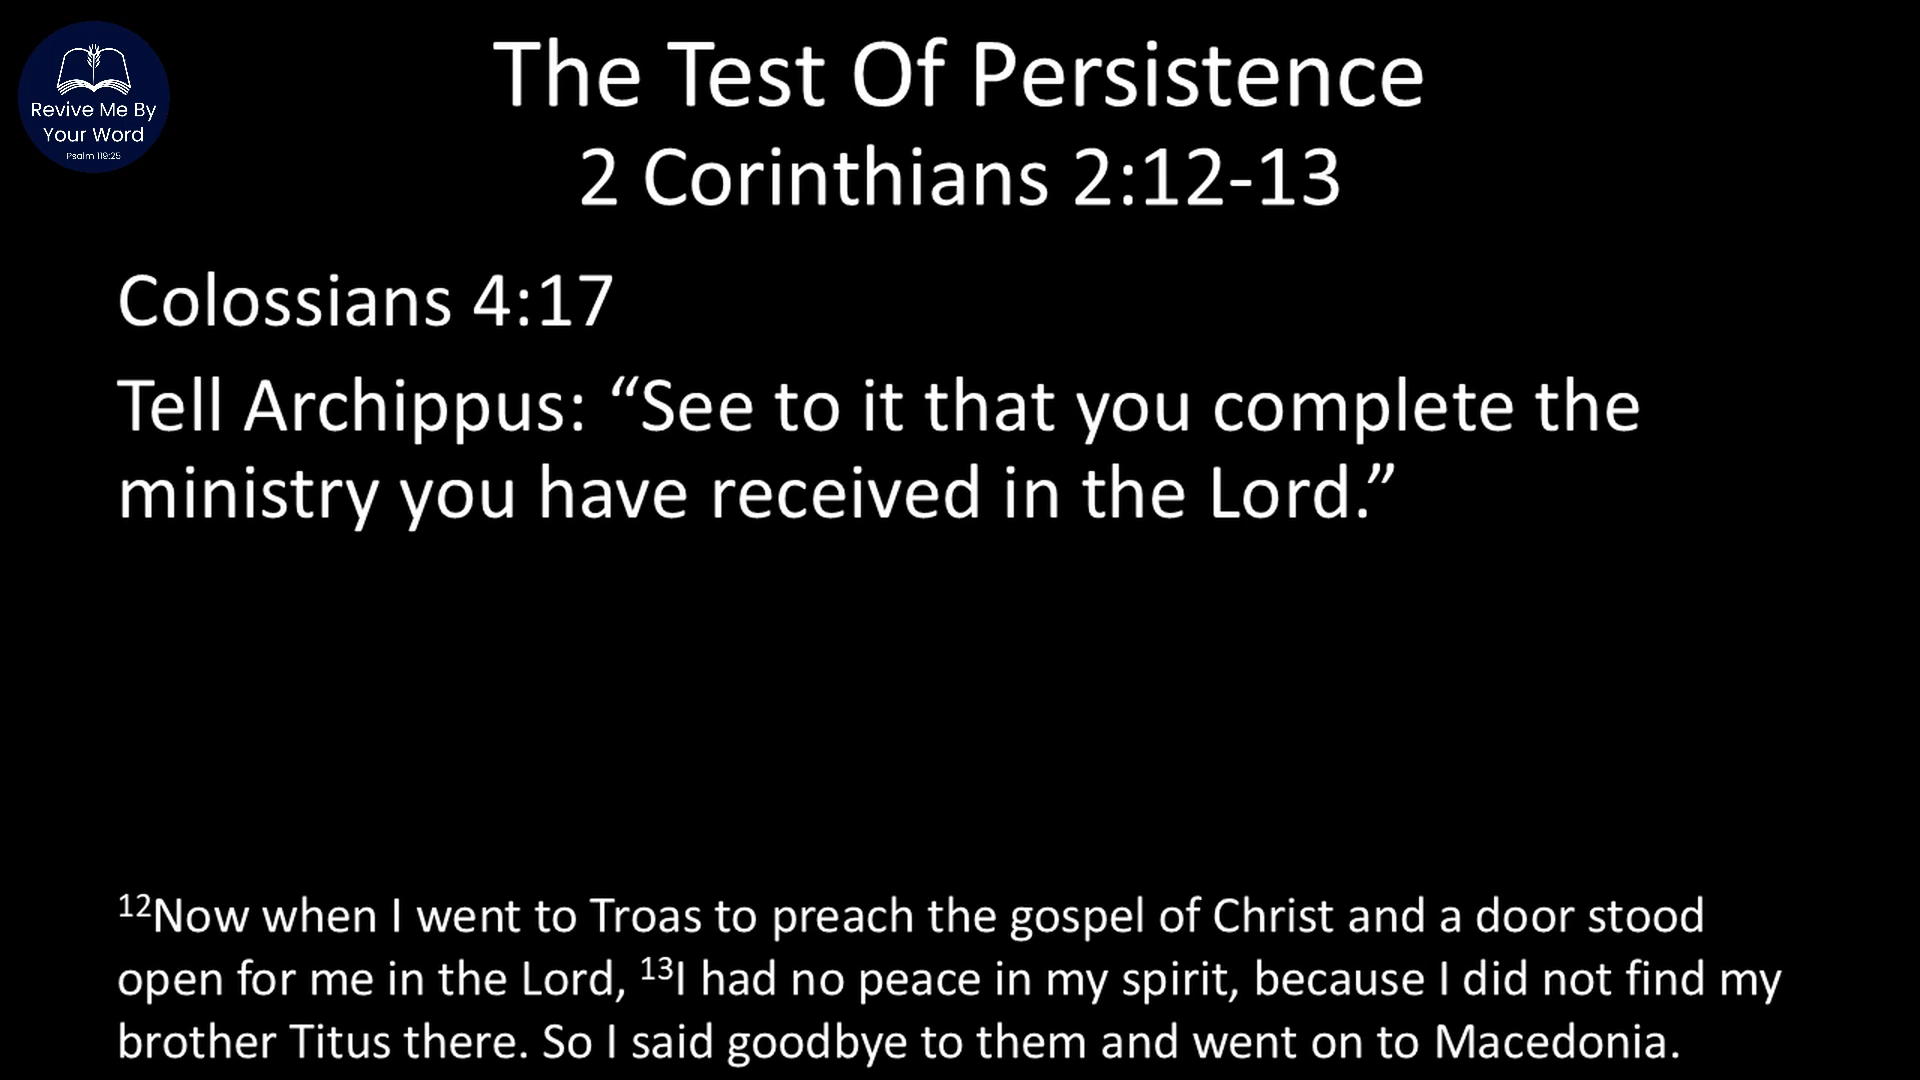 Revive Me By
Your Word
Psalm 119:25
The Test Of Persistence
2 Corinthians 2:12-13
Colossians 4:17
Tell Archippus: “See to it that you complete the
ministry you have received in the Lord.”
¹²Now when I went to Troas to preach the gospel of Christ and a door stood
open for me in the Lord, ¹³I had no peace in my spirit, because I did not find my
brother Titus there. So I said goodbye to them and went on to Macedonia.